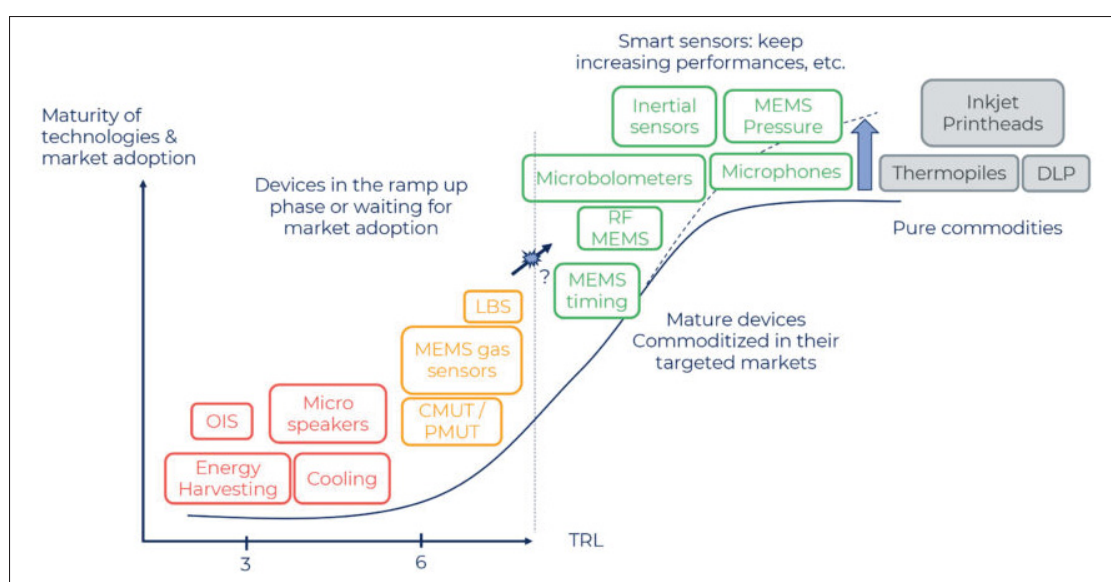 Smart sensors: keep
increasing performances, etc.
Maturity of
technologies &
market adoption
Inertial
sensors
MEMS
Pressure
Inkjet
Printheads
Devices in the ramp up
phase or waiting for
market adoption
Microbolometers
Microphones
Thermopiles
DLP
RF
MEMS
Pure commodities
?
MEMS
timing
LBS
Mature devices
Commoditized in their
targeted markets
MEMS gas
sensors
OIS
Micro
speakers
CMUT /
PMUT
Energy
Harvesting
Cooling
TRL
3
6